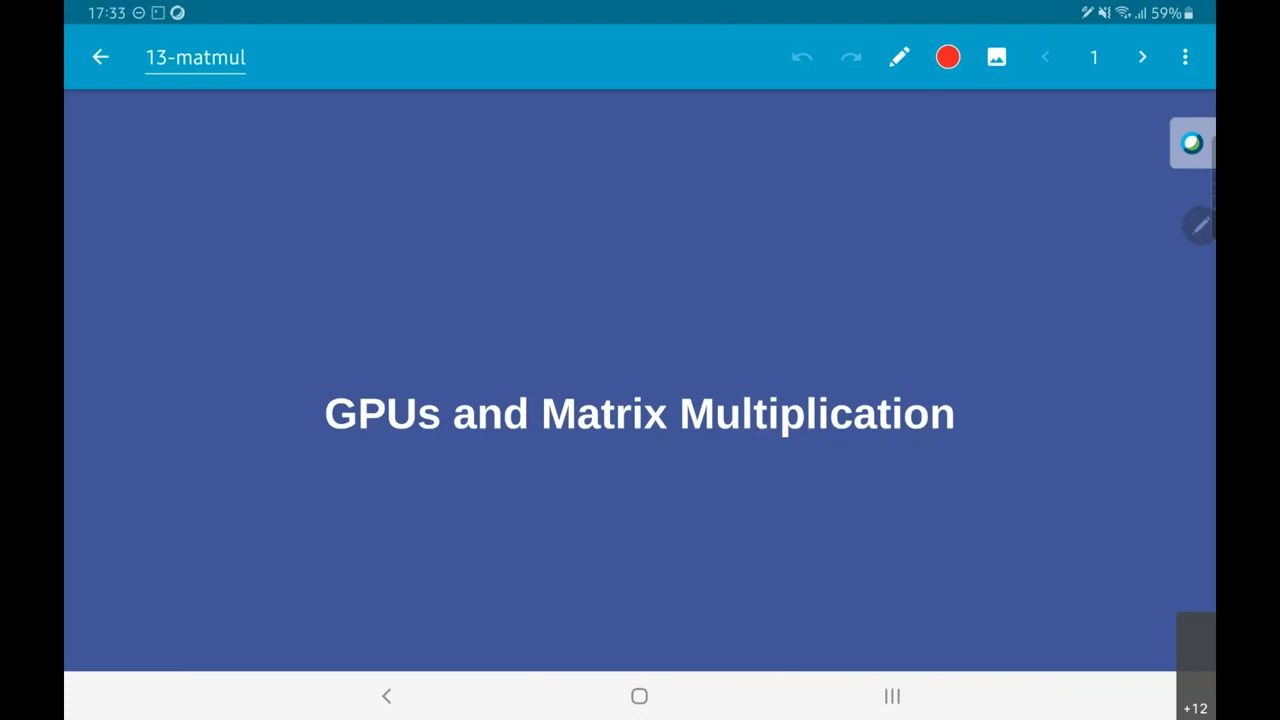 17:33
59%
13-matmul
1
GPUs and Matrix Multiplication
+12